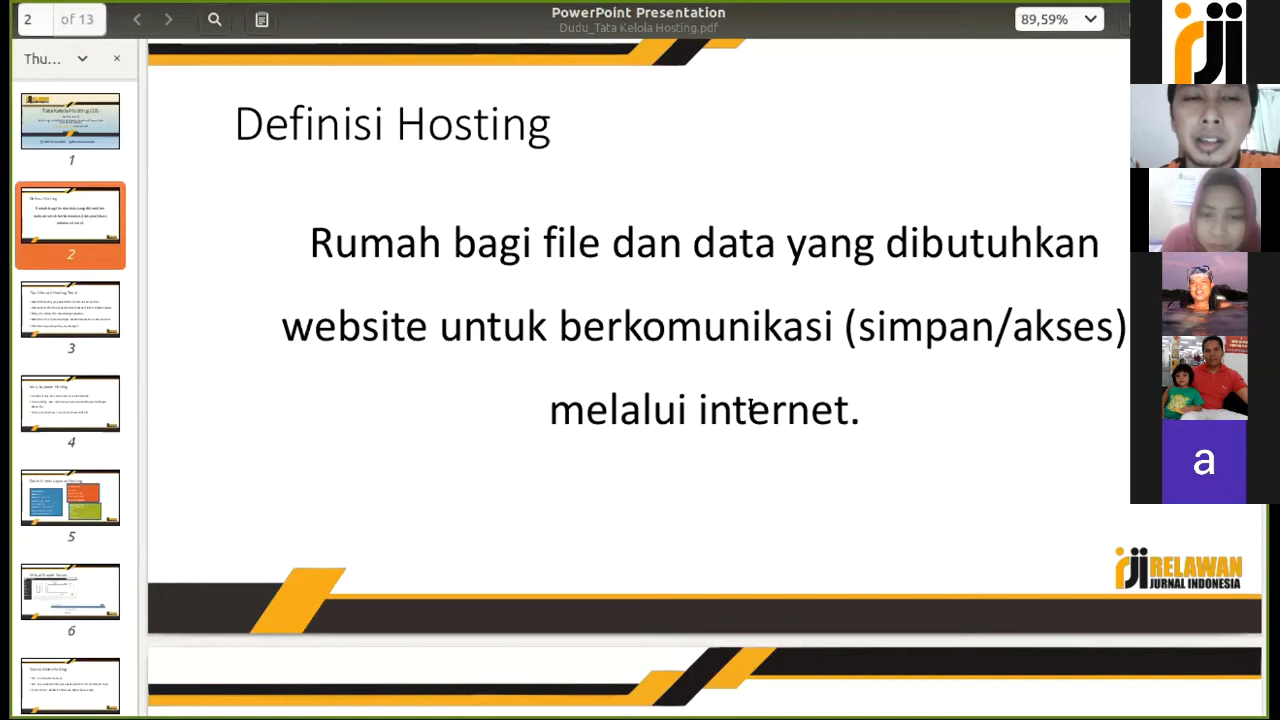 2
of 13
PowerPoint Presentation
Dudu_Tata Kelola Hosting.pdf
89,59%
Thu...
Definisi Hosting
Rumah bagi file dan data yang dibutuhkan
website untuk berkomunikasi (simpan/akses)
melalui internet.
RELAWAN
JURNAL INDONESIA
rji
a
1
2
3
4
5
6